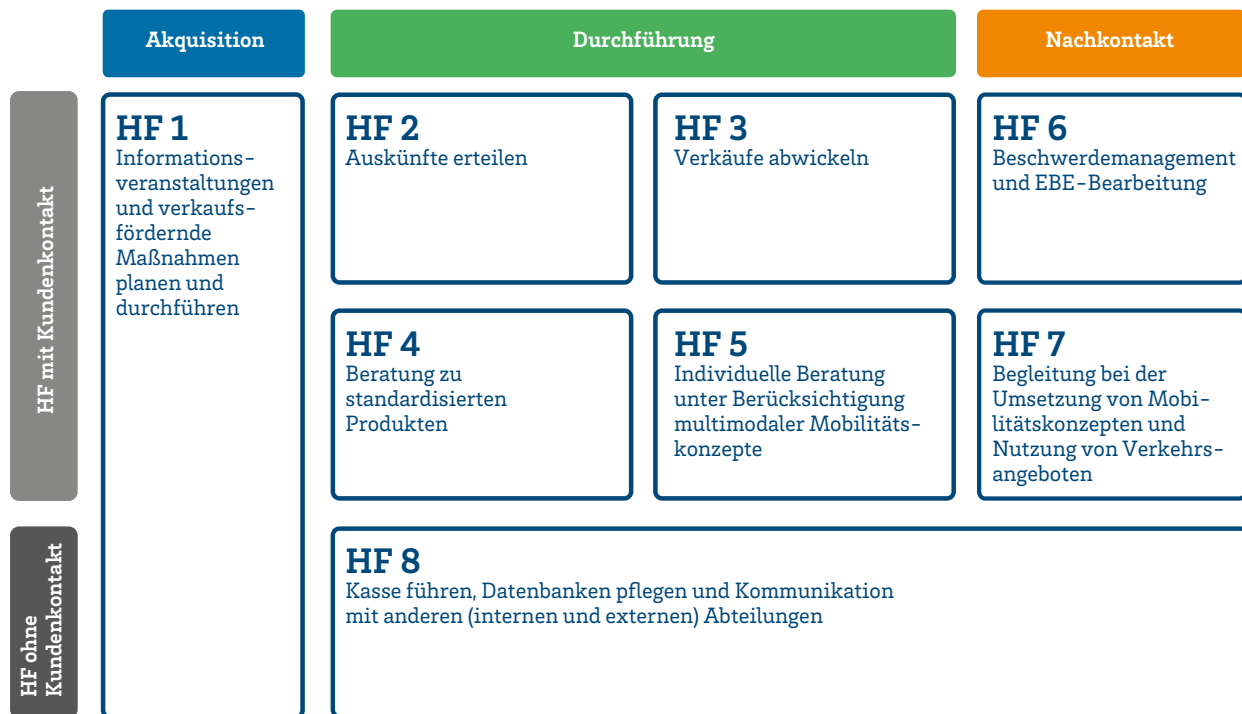 Akquisition
Durchführung
Nachkontakt
HF mit Kundenkontakt
HF 1
Informations-
veranstaltungen
und verkaufs-
fördernde
Maßnahmen
planen und
durchführen
HF 2
Auskünfte erteilen
HF 3
Verkäufe abwickeln
HF 6
Beschwerdemanagement
und EBE-Bearbeitung
HF 4
Beratung zu
standardisierten
Produkten
HF 5
Individuelle Beratung
unter Berücksichtigung
multimodaler Mobilitäts-
konzepte
HF 7
Begleitung bei der
Umsetzung von Mobi-
litätskonzepten und
Nutzung von Verkehrs-
angeboten
HF ohne
Kundenkontakt
HF 8
Kasse führen, Datenbanken pflegen und Kommunikation
mit anderen (internen und externen) Abteilungen